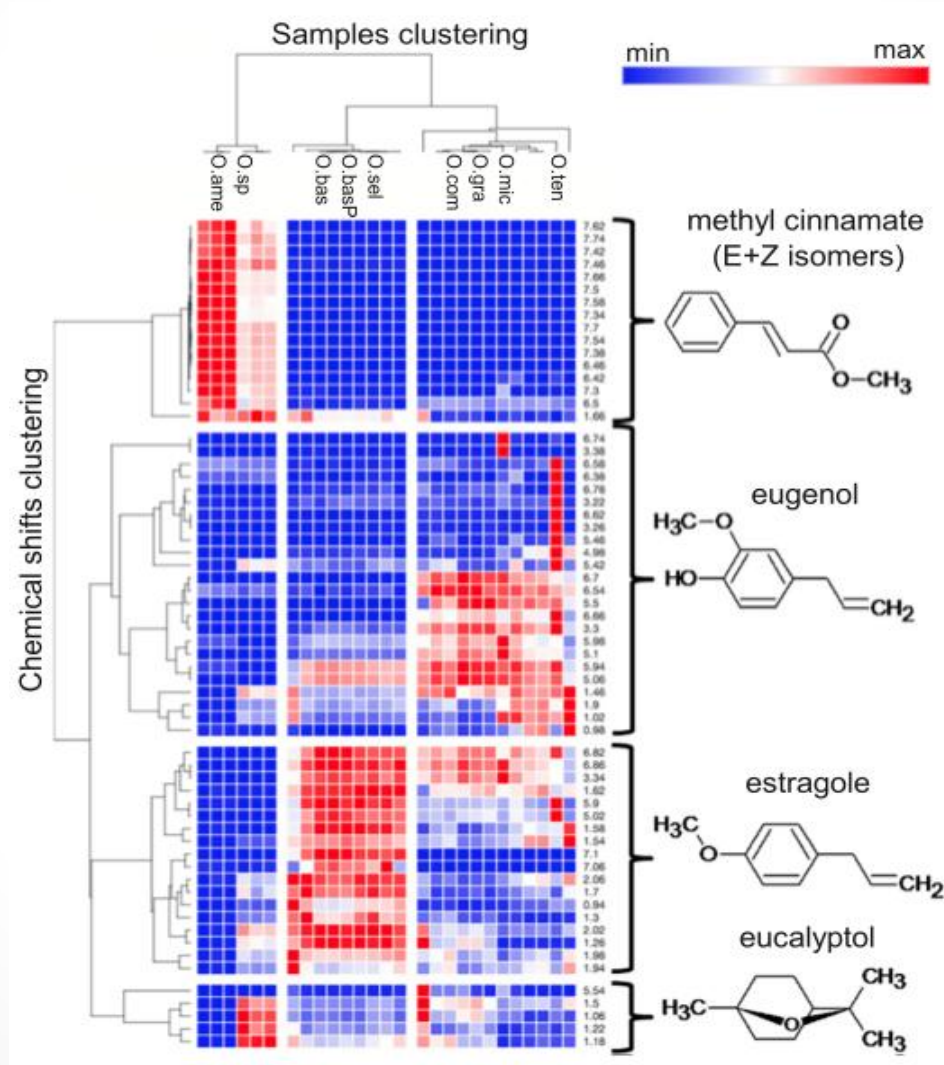 Samples clustering
min
max
O.ame
O.sp
O.bas
O.basP
O.sel
O.com
O.gra
O.mic
O.ten
Chemical shifts clustering
7.62
7.74
7.42
7.46
7.66
7.5
7.58
7.34
7.7
7.54
7.38
6.46
6.42
7.3
6.5
1.66
methyl cinnamate
(E+Z isomers)
O
O
CH3
6.74
3.38
6.58
6.38
6.78
3.22
6.62
3.26
5.46
4.98
5.42
6.7
6.54
5.5
6.66
3.3
5.98
5.1
5.94
5.06
1.46
1.9
1.02
0.98
eugenol
H3C
O
HO
CH2
6.82
6.86
3.34
1.62
5.9
5.02
1.58
1.54
7.1
7.06
2.06
1.7
0.94
1.3
2.02
1.26
1.98
1.94
estragole
H3C
O
CH2
eucalyptol
5.54
1.5
1.06
1.22
1.18
H3C
O
CH3
CH3